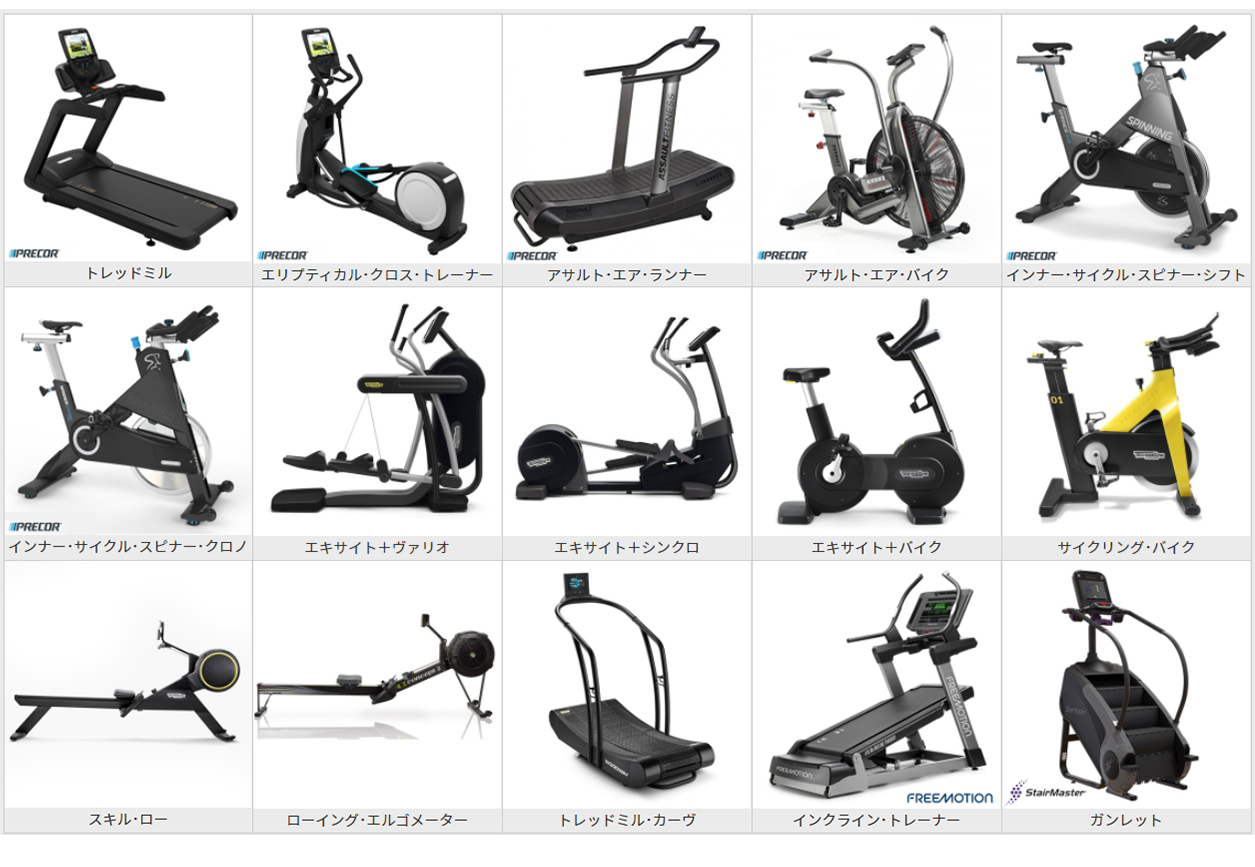 PRECOR
トレッドミル
エリプティカル・クロス・トレーナー
ASSAULTFITNESS
PRECOR
アサルト・エア・ランナー
PRECOR
アサルト・エア・バイク
SPINNING
PRECOR
インナー・サイクル・スピナー・シフト
PRECOR
インナー・サイクル・スピナー・クロノ
エキサイト＋ヴァリオ
エキサイト＋シンクロ
エキサイト＋バイク
01
サイクリング・バイク
スキル・ロー
CONCEPT 2
ローイング・エルゴメーター
トレッドミル・カーヴ
FREEMOTION
FREEMOTION
FREEMOTION
インクライン・トレーナー
StairMaster
ガンレット